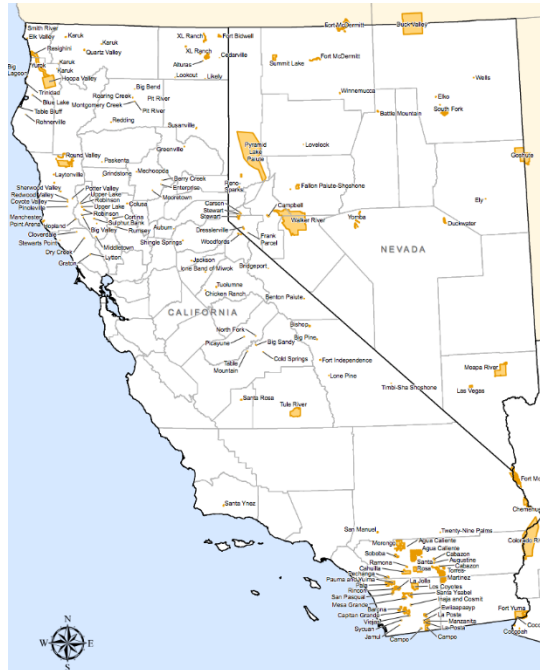 Smith River
Elk Valley
Karuk
Resighini
Karuk
Quartz Valley
XL Ranch
Fort Bidwell
XL Ranch
Cedarville
Alturas
Lookout
Likely
Yurok
Karuk
Karuk
Big
Lagoon
Hoopa Valley
Trinidad
Blue Lake
Table Bluff
Rohnerville
Big Bend
Roaring Creek
Pit River
Montgomery Creek
Pit River
Redding
Susanville
Greenville
Round Valley
Paskenta
Laytonville
Grindstone
Mechoopda
Berry Creek
Enterprise
Mooretown
Sherwood Valley
Potter Valley
Redwood Valley
Upper Lake
Coyote Valley
Robinson
Pinoleville
Upper Lake
Colusa
Manchester
Robinson
Cortina
Point Arena
Hopland
Sulphur Bank
Cloverdale
Big Valley
Rumsey
Auburn
Stewarts Point
Middletown
Shingle Springs
Dry Creek
Lytton
Graton
Woodfords
Jackson
Ione Band of Miwok
Bridgeport
Tuolumne
Chicken Ranch
Benton Paiute
CALIFORNIA
North Fork
Bishop
Big Pine
Picayune
Big Sandy
Table
Mountain
Cold Springs
Fort Independence
Lone Pine
Timbi-Sha Shoshone
Santa Rosa
Tule River
Santa Ynez
Fort McDermitt
Duck Valley
Summit Lake
Fort McDermitt
Winnemucca
Wells
Elko
South Fork
Battle Mountain
Pyramid
Lake
Paiute
Lovelock
Goshute
Reno-
Sparks
Fallon Paiute-Shoshone
Ely
Carson
Stewart
Stewart
Campbell
Walker River
Yomba
Duckwater
Dresslerville
Frank
Parcel
NEVADA
Moapa River
Las Vegas
Fort Mo
Chemehue
Colorado Riv
San Manuel
Twenty-Nine Palms
Morongo
Agua Caliente
Agua Caliente
Soboba
Cabazon
Santa
Augustine
Ramona
Cabazon
Cahuilla
Rosa
Torres-
Martinez
Pechanga
Pauma and Yuima
La Jolla
Pala
Los Coyotes
Rincon
Santa Ysabel
San Pasqual
Inaja and Cosmit
Mesa Grande
Ewiiaapaayp
Barona
La Posta
Capitan Grande
Manzanita
Viejas
La Posta
Sycuan
Jamul
Campo
Campo
Fort Yuma
Coco
Cocopah
N
W
E
S